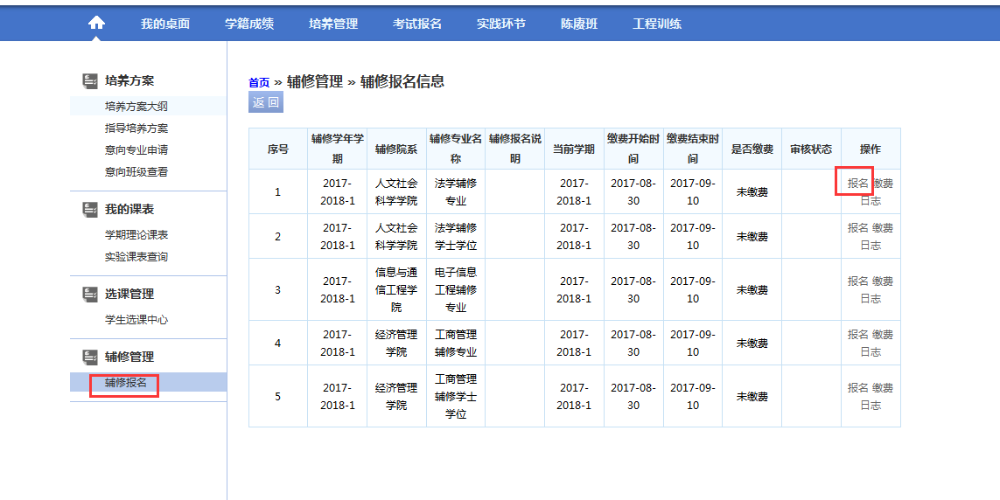 我的桌面 学籍成绩 培养管理 考试报名 实践环节 陈赓班 工程训练
培养方案
培养方案大纲
指导培养方案
意向专业申请
意向班级查看
我的课表
学期理论课表
实验课表查询
选课管理
学生选课中心
辅修管理
辅修报名
首页 » 辅修管理 » 辅修报名信息
返 回
序号 辅修学年学期 辅修院系 辅修专业名称 辅修报名说明 当前学期 缴费开始时间 缴费结束时间 是否缴费 审核状态 操作
1 2017-2018-1 人文社会科学学院 法学辅修专业 2017-2018-1 2017-08-30 2017-09-10 未缴费 报名 缴费 日志
2 2017-2018-1 人文社会科学学院 法学辅修学士学位 2017-2018-1 2017-08-30 2017-09-10 未缴费 报名 缴费 日志
3 2017-2018-1 信息与通信工程学院 电子信息工程辅修专业 2017-2018-1 2017-08-30 2017-09-10 未缴费 报名 缴费 日志
4 2017-2018-1 经济管理学院 工商管理辅修专业 2017-2018-1 2017-08-30 2017-09-10 未缴费 报名 缴费 日志
5 2017-2018-1 经济管理学院 工商管理辅修学士学位 2017-2018-1 2017-08-30 2017-09-10 未缴费 报名 缴费 日志